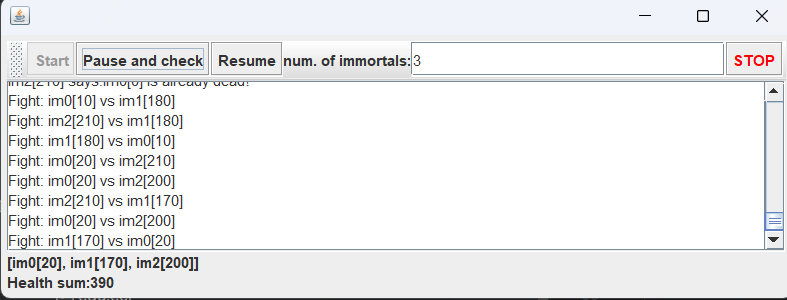 Start Pause and check Resume num. of immortals: 3 STOP
im2[210] says:im0[0] is already dead!
Fight: im0[10] vs im1[180]
Fight: im2[210] vs im1[180]
Fight: im1[180] vs im0[10]
Fight: im0[20] vs im2[210]
Fight: im0[20] vs im2[200]
Fight: im2[210] vs im1[170]
Fight: im0[20] vs im2[200]
Fight: im1[170] vs im0[20]
[im0[20], im1[170], im2[200]]
Health sum:390